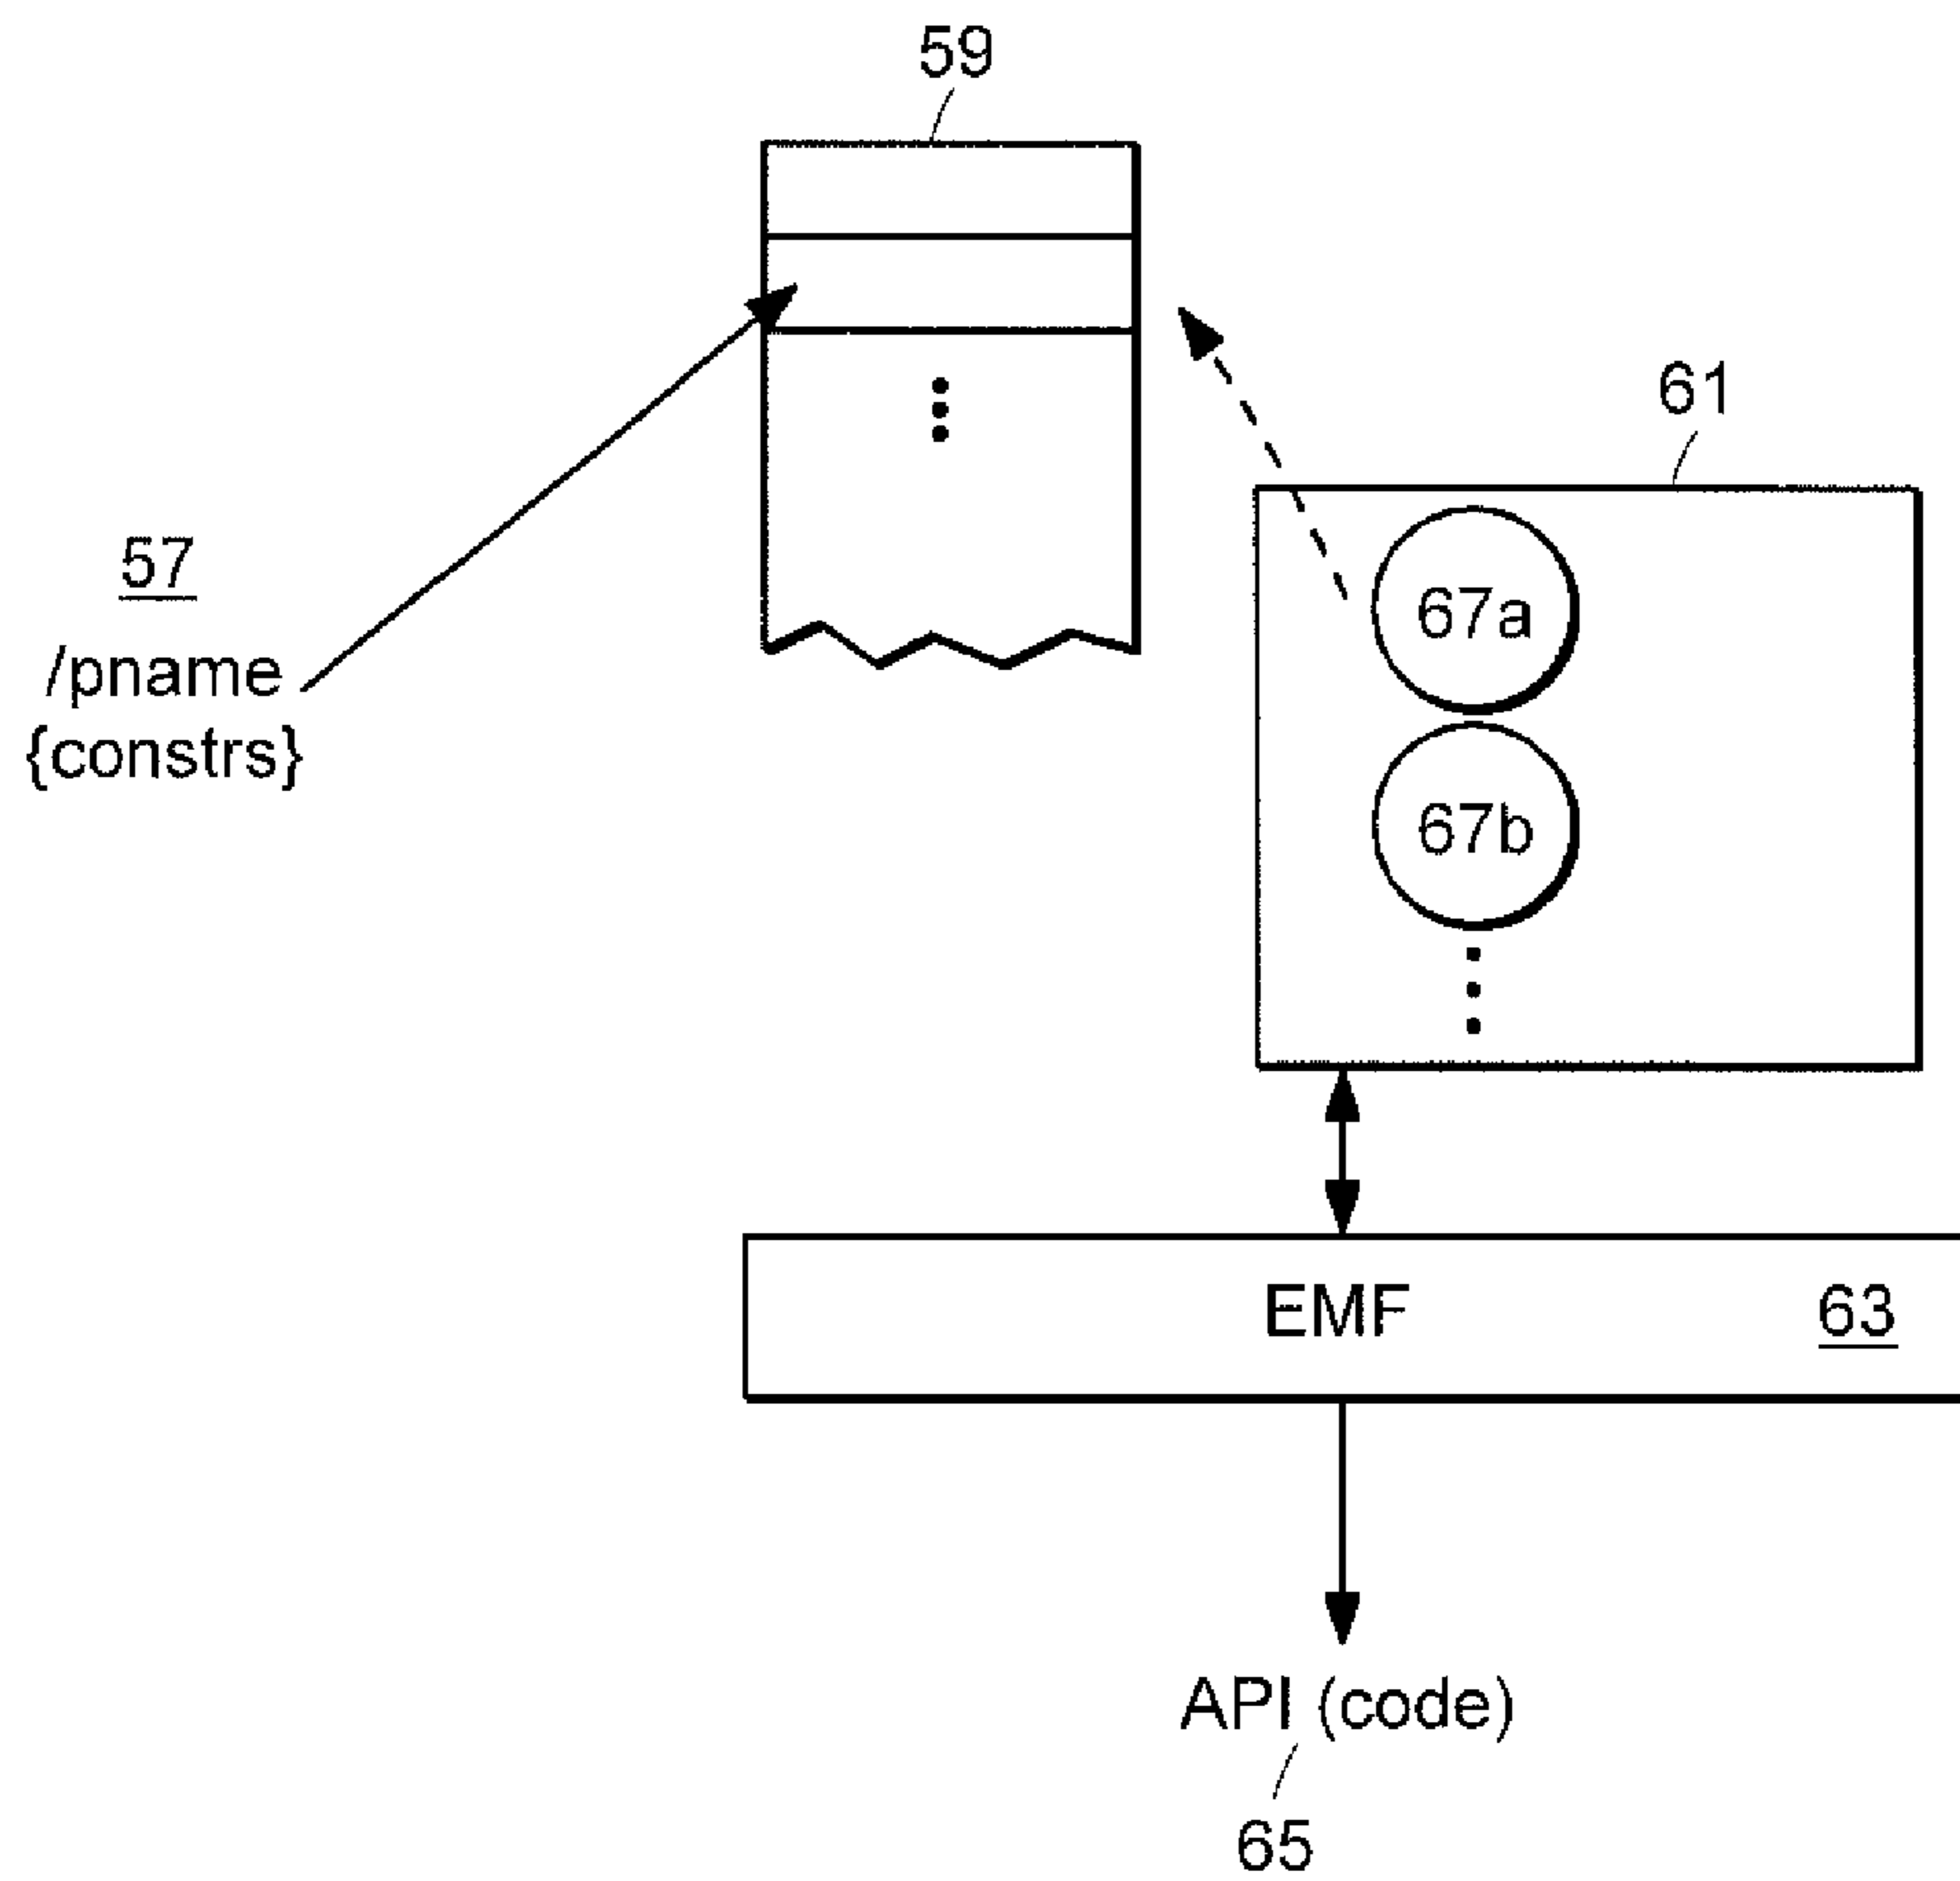 59
61
57
/pname
{constrs}
67a
67b
EMF 63
API (code)
65